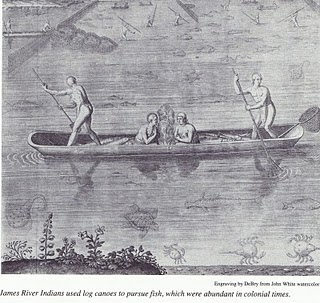 Engraving by DeBry from John White watercolor
James River Indians used log canoes to pursue fish, which were abundant in colonial times.